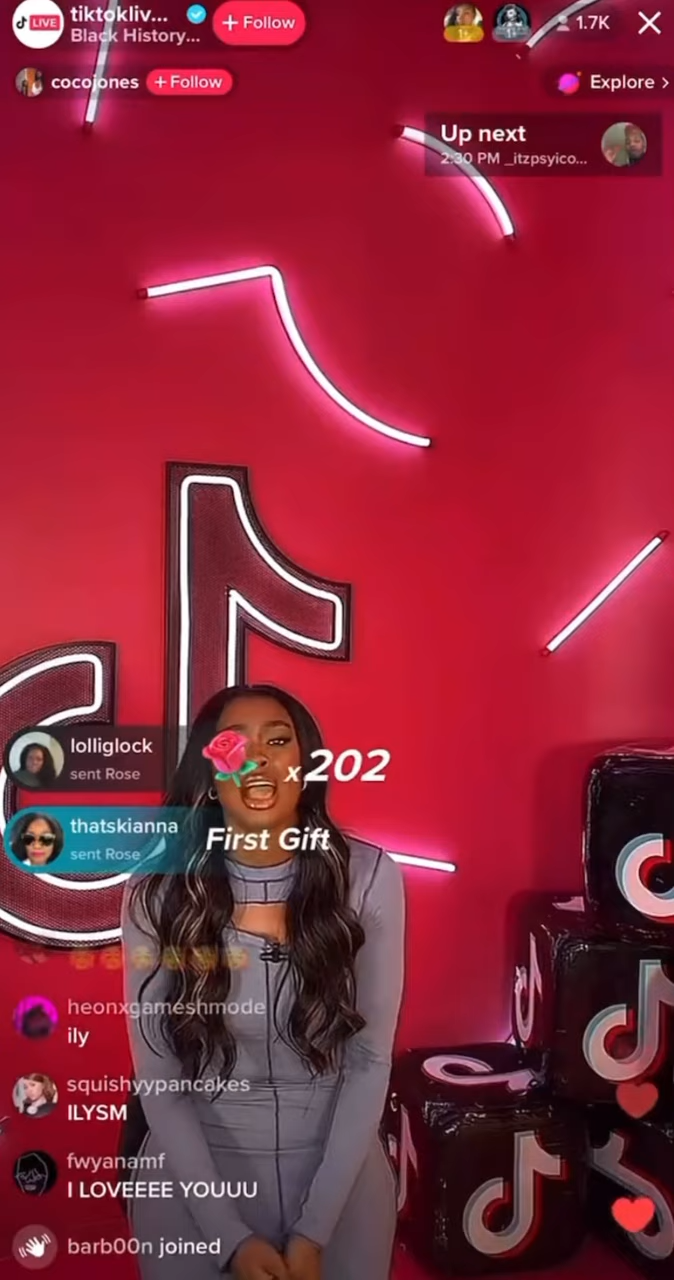 LIVE
tiktokliv...
Black History...
+ Follow
1.7K
cocojones
+ Follow
Explore >
Up next
2:30 PM _itzpsyico...
lolliglock
sent Rose
x202
thatskianna
sent Rose
First Gift
heonxgameshmode
ily
squishyypancakes
ILYSM
fwyanamf
I LOVEEEE YOUUU
barb00n joined